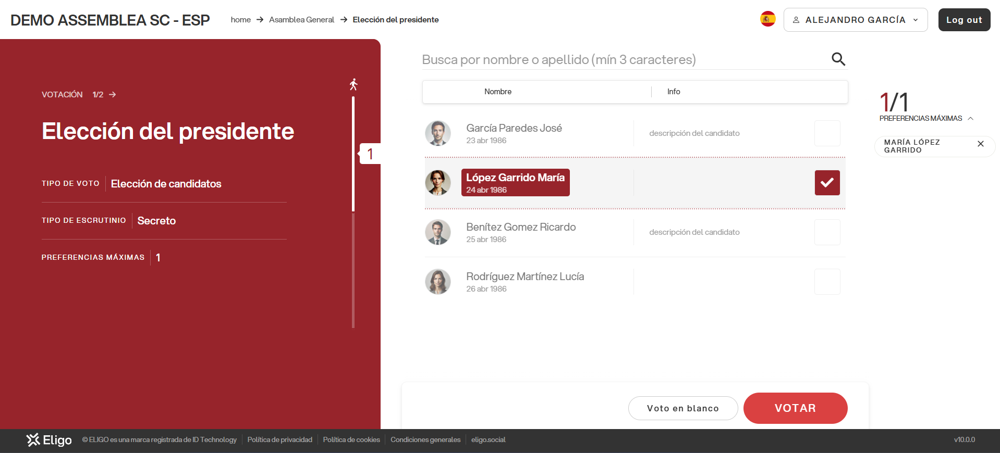 DEMO ASSEMBLEA SC - ESP
home → Asamblea General → Elección del presidente
ALEJANDRO GARCÍA
Log out
VOTACIÓN 1/2 →
Elección del presidente
1
TIPO DE VOTO Elección de candidatos
TIPO DE ESCRUTINIO Secreto
PREFERENCIAS MÁXIMAS 1
Busca por nombre o apellido (mín 3 caracteres)
Nombre Info
García Paredes José
23 abr 1986
descripción del candidato
López Garrido María
24 abr 1986
Benítez Gomez Ricardo
25 abr 1986
descripción del candidato
Rodríguez Martínez Lucía
26 abr 1986
1/1
PREFERENCIAS MÁXIMAS
MARÍA LÓPEZ
GARRIDO
Voto en blanco
VOTAR
Eligo
© ELIGO es una marca registrada de ID Technology
Política de privacidad
Política de cookies
Condiciones generales
eligo.social
v10.0.0